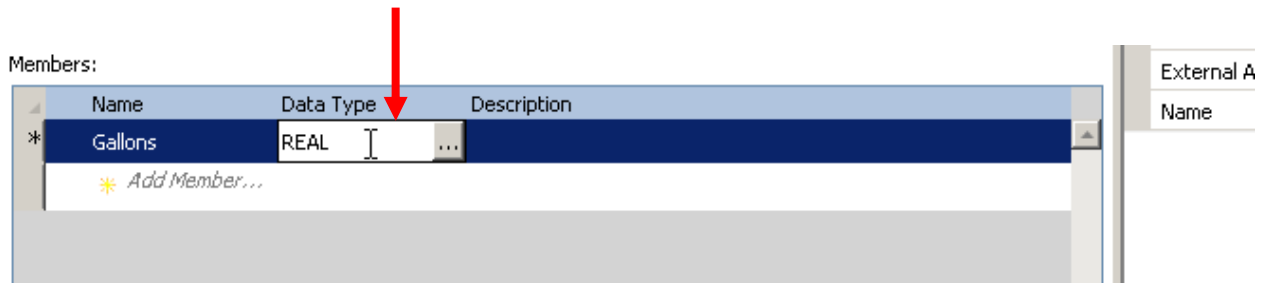 Members:
Name Data Type Description
* Gallons REAL ...
Add Member...
External A
Name